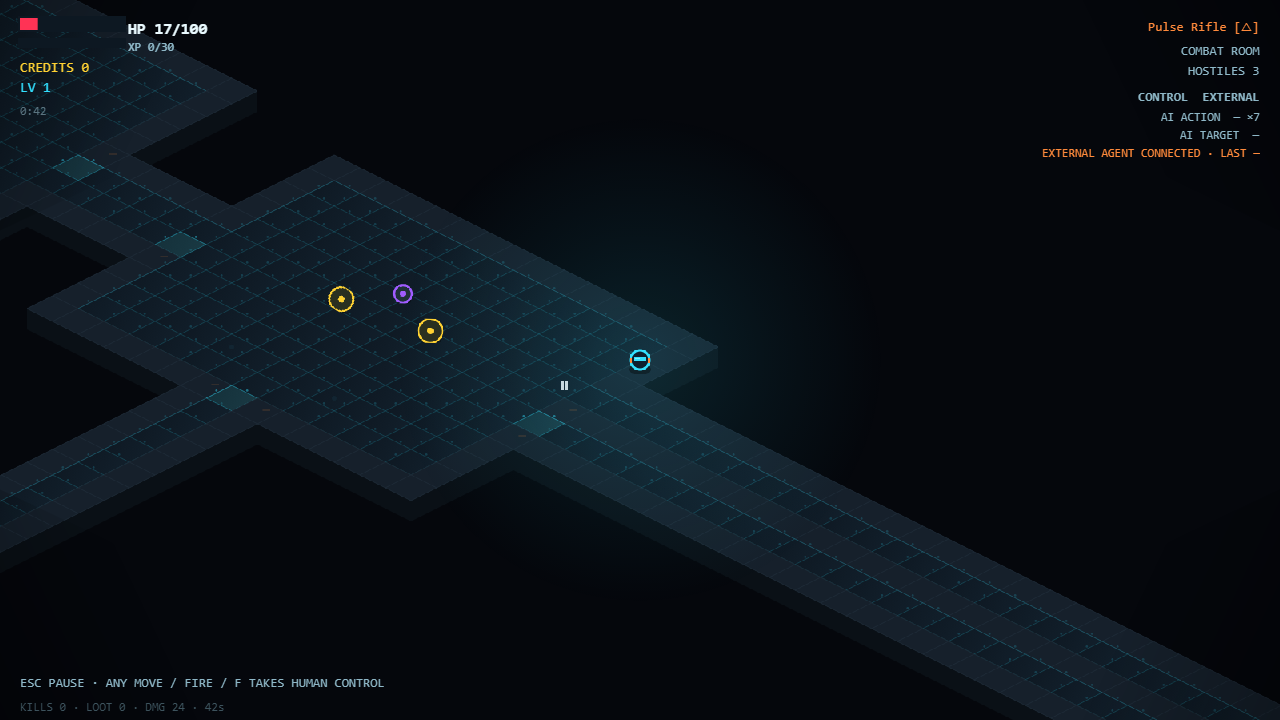 HP 17/100
XP 0/30
CREDITS 0
LV 1
0:42
Pulse Rifle [△]
COMBAT ROOM
HOSTILES 3
CONTROL EXTERNAL
AI ACTION — ×7
AI TARGET —
EXTERNAL AGENT CONNECTED · LAST —
ESC PAUSE · ANY MOVE / FIRE / F TAKES HUMAN CONTROL
KILLS 0 · LOOT 0 · DMG 24 · 42s